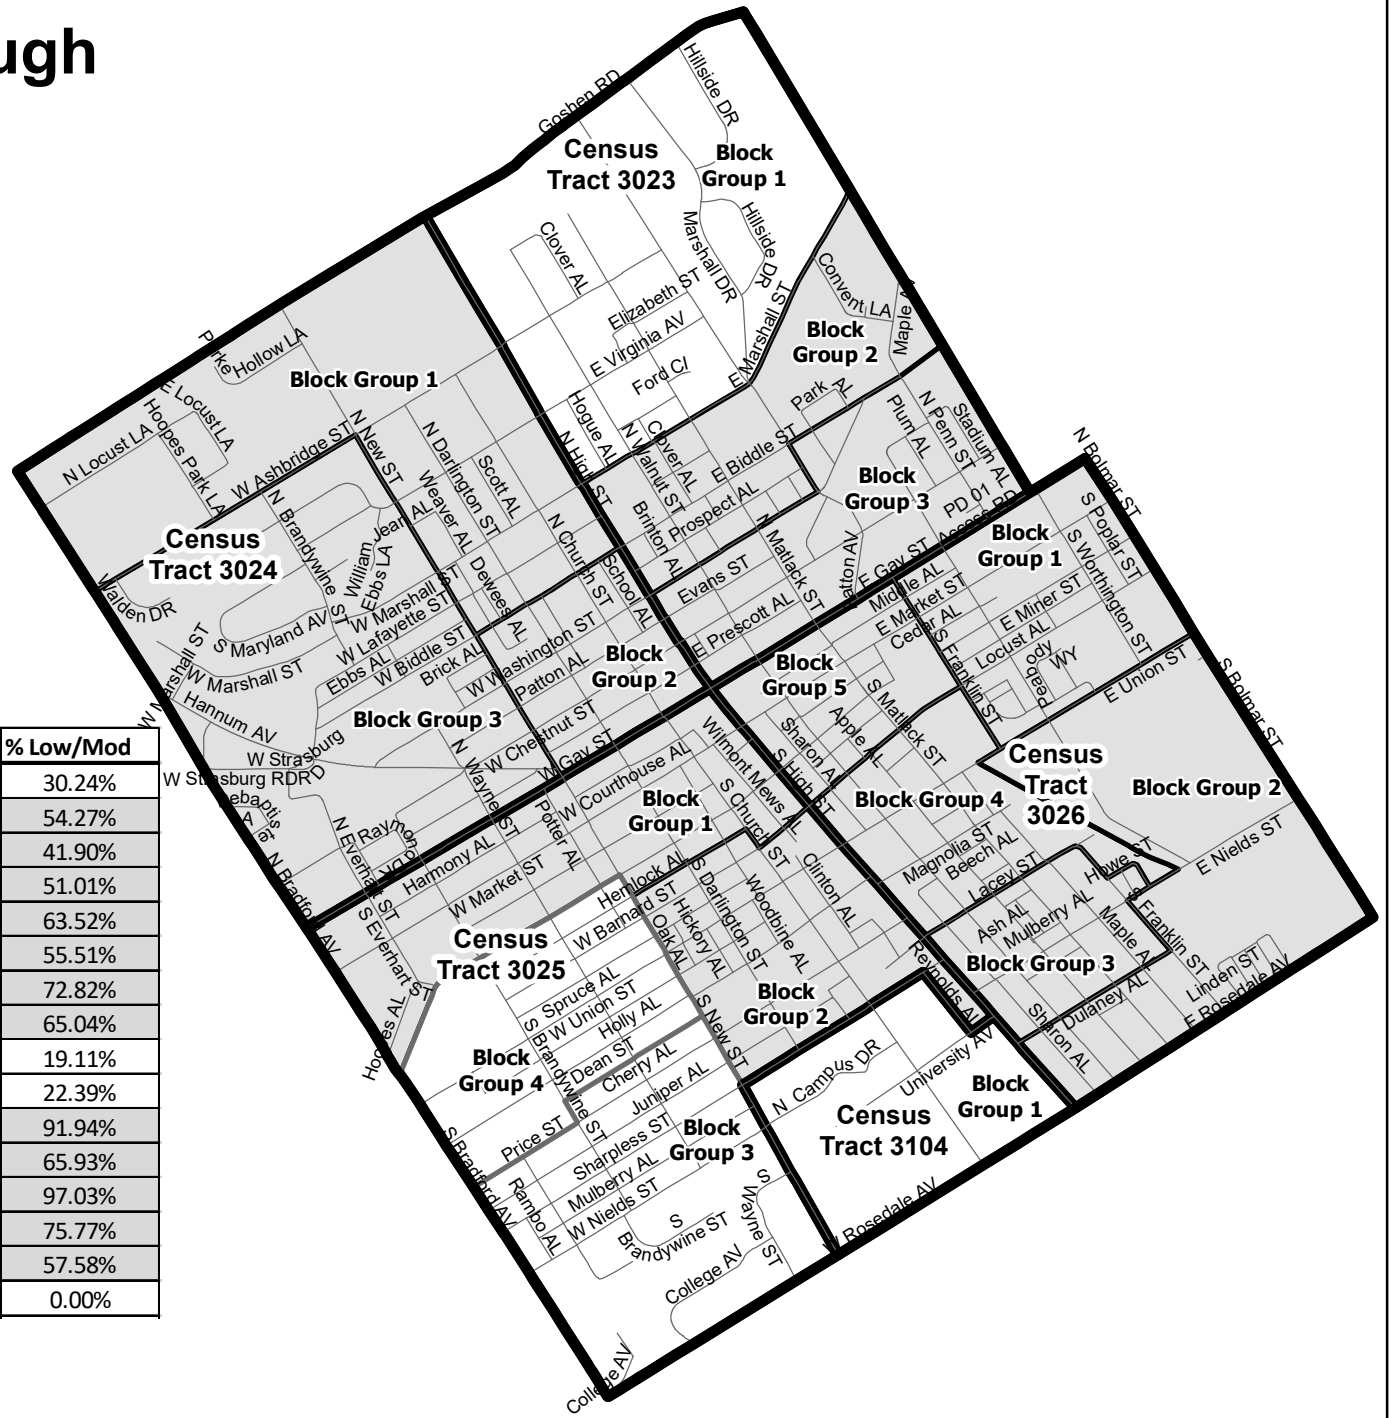 ugh
Goshen RD
Hillside DR
Census
Tract 3023
Block
Group 1
Clover AL
Marshall DR
Hillside DR
Elizabeth ST
E Virginia AV
Ford CI
E Marshall ST
Convent LA
Maple A
Block
Group 2
Parke
Hollow LA
Block Group 1
E Locust LA
N Locust LA
Hoopes Park LA
W Ashbridge ST
N New ST
N Darlington ST
Scott AL
Weaver AL
Hogue AL
N High ST
N Walnut ST
Clover AL
E Biddle ST
Park AL
Plum AL
N Penn ST
Stadium AL
Block
Group 3
PD 01
Access RD
N Bolmar ST
Prospect AL
Brinton AL
N Matlack ST
Patton AV
Evans ST
E Prescott AL
E Gay ST
Census
Tract 3024
N Brandywine ST
Jean AL
William
Ebbs LA
Walden DR
S Maryland AV
W Marshall ST
W Lafayette ST
Dewees AL
N Church ST
School AL
W Marshall ST
W Marshall ST
Ebbs AL
W Biddle ST
Brick AL
W Washington ST
Patton AL
Block
Group 2
Hannum AV
Block Group 3
W Chestnut ST
W Gay ST
Block
Group 1
S Poplar ST
S Worthington ST
Middle AL
E Market ST
Cedar AL
E Miner ST
Locust AL
Peabody
WY
S Franklin ST
E Union ST
S Bolmar ST
Block
Group 5
S Matlack ST
Apple AL
Sharon AL
S High ST
Wilmont Mews
AL
Census
Tract
3026
Block Group 2
Block Group 4
W Strasburg
W Strasburg RDR
D
N Wayne ST
Potter AL
W Courthouse AL
Block
Group 1
S Church ST
N Everhart ST
Raymond
DR
N Bradford AV
Harmony AL
W Market ST
S Everhart ST
Hemlock AL
W Barnard ST
Oak AL
Hickory AL
S Darlington ST
Woodbine AL
Clinton AL
Magnolia ST
Beech AL
Lacey ST
Howe ST
E Nields ST
Ash AL
Mulberry AL
Maple AL
S Franklin ST
Block Group 3
Linden ST
E Rosedale AV
Dulaney AL
Sharon AL
Reynolds AL
Census
Tract 3025
Spruce AL
W Union ST
Holly AL
Dean ST
Cherry AL
Juniper AL
S New ST
Block
Group 2
Block
Group 4
S Brandywine ST
Price ST
S Bradford AV
Sharpless ST
Mulberry AL
W Nields ST
Rambo AL
Block
Group 3
N Campus DR
University AV
Block
Group 1
Census
Tract 3104
S
Brandywine ST
S
Wayne ST
College AV
W Rosedale AV
College AV
% Low/Mod
30.24%
54.27%
41.90%
51.01%
63.52%
55.51%
72.82%
65.04%
19.11%
22.39%
91.94%
65.93%
97.03%
75.77%
57.58%
0.00%